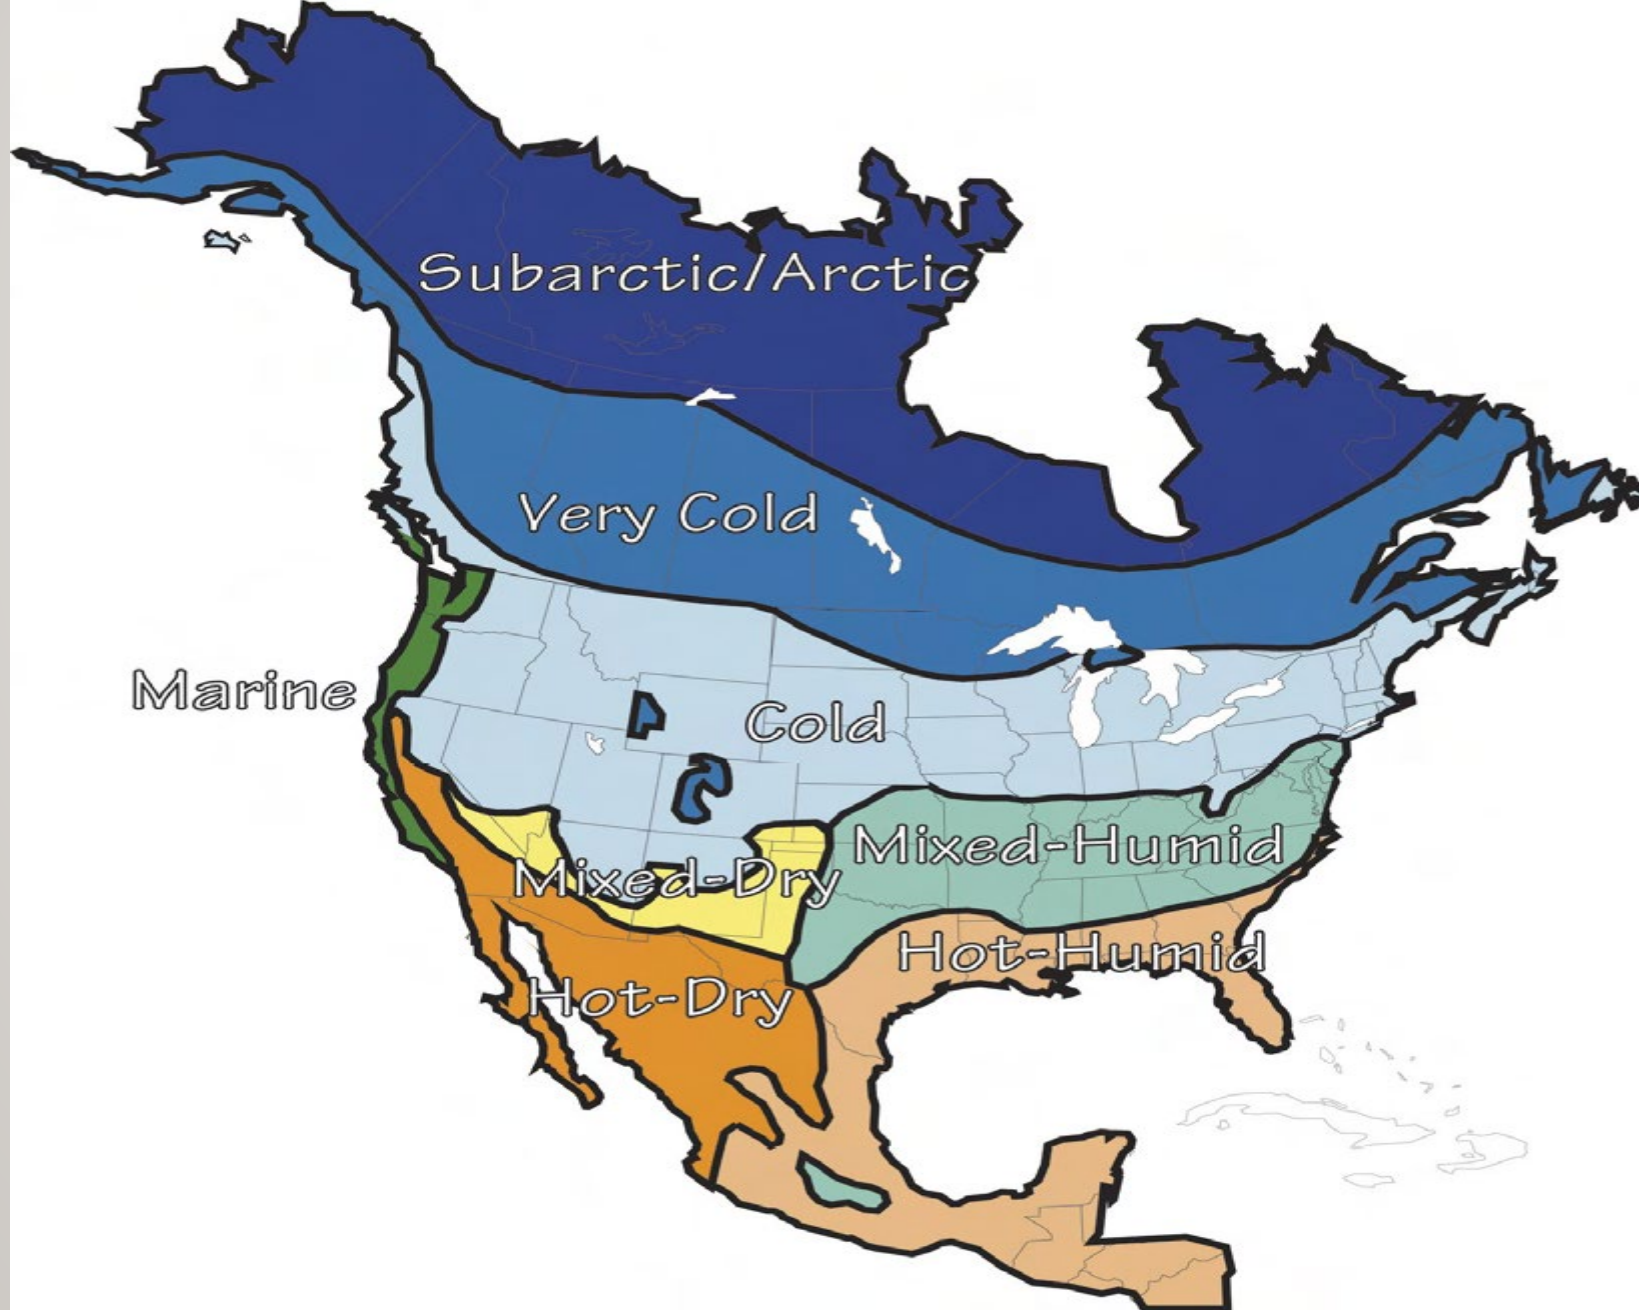 Subarctic/Arctic
Very Cold
Marine
Cold
Mixed-Humid
Mixed-Dry
Hot-Humid
Hot-Dry